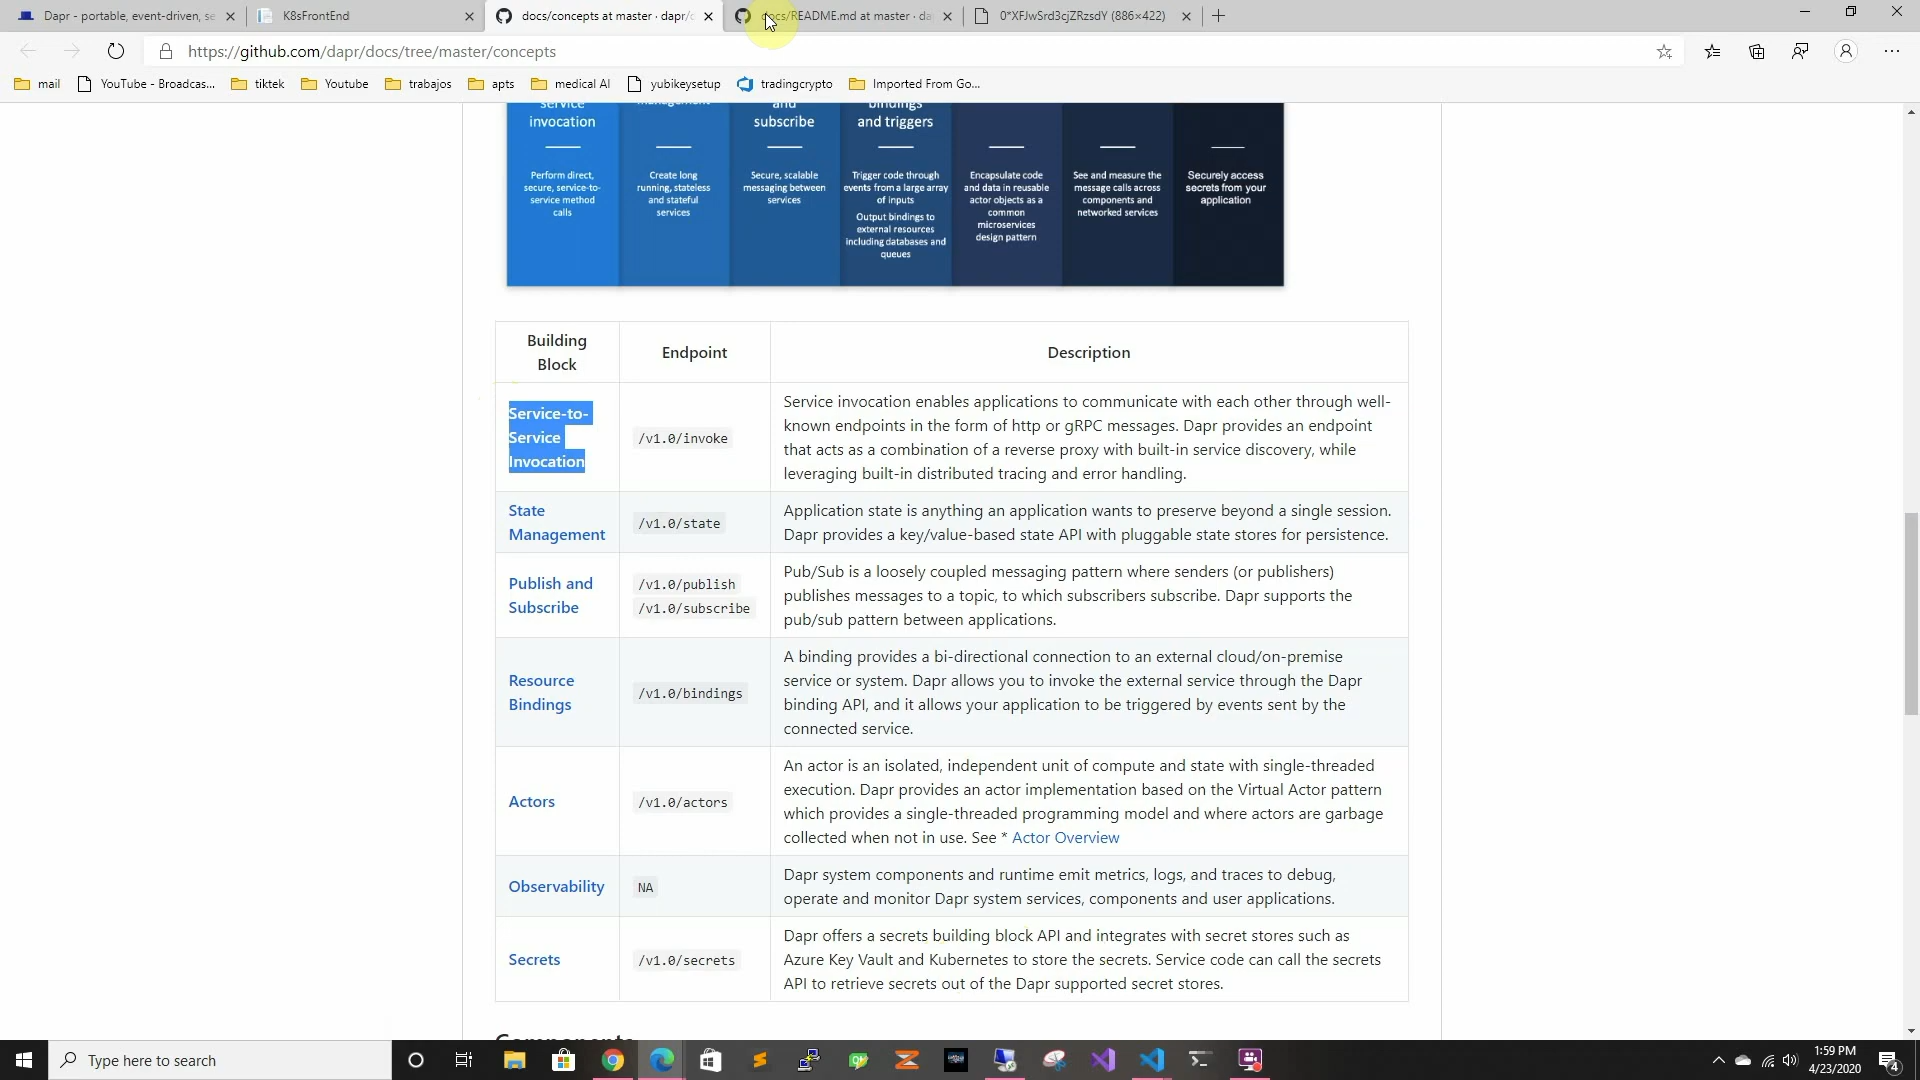 Dapr - portable, event-driven, se
K8sFrontEnd
docs/concepts at master · dapr/
docs/README.md at master · da
0*XFJwSrd3cjZRzsdY (886×422)
https://github.com/dapr/docs/tree/master/concepts
mail
YouTube - Broadcas...
tiktek
Youtube
trabajos
apts
medical AI
yubikeysetup
tradingcrypto
Imported From Go...
service
invocation
Perform direct,
secure, service-to-
service method
calls
management
Create long
running, stateless
and stateful
services
and
subscribe
Secure, scalable
messaging between
services
bindings
and triggers
Trigger code through
events from a large array
of inputs
Output bindings to
external resources
including databases and
queues
Encapsulate code
and data in reusable
actor objects as a
common
microservices
design pattern
See and measure the
message calls across
components and
networked services
Securely access
secrets from your
application
Building
Block
Endpoint
Description
Service-to-
Service
Invocation
/v1.0/invoke
Service invocation enables applications to communicate with each other through well-
known endpoints in the form of http or gRPC messages. Dapr provides an endpoint
that acts as a combination of a reverse proxy with built-in service discovery, while
leveraging built-in distributed tracing and error handling.
State
Management
/v1.0/state
Application state is anything an application wants to preserve beyond a single session.
Dapr provides a key/value-based state API with pluggable state stores for persistence.
Publish and
Subscribe
/v1.0/publish
/v1.0/subscribe
Pub/Sub is a loosely coupled messaging pattern where senders (or publishers)
publishes messages to a topic, to which subscribers subscribe. Dapr supports the
pub/sub pattern between applications.
Resource
Bindings
/v1.0/bindings
A binding provides a bi-directional connection to an external cloud/on-premise
service or system. Dapr allows you to invoke the external service through the Dapr
binding API, and it allows your application to be triggered by events sent by the
connected service.
Actors
/v1.0/actors
An actor is an isolated, independent unit of compute and state with single-threaded
execution. Dapr provides an actor implementation based on the Virtual Actor pattern
which provides a single-threaded programming model and where actors are garbage
collected when not in use. See * Actor Overview
Observability
NA
Dapr system components and runtime emit metrics, logs, and traces to debug,
operate and monitor Dapr system services, components and user applications.
Secrets
/v1.0/secrets
Dapr offers a secrets building block API and integrates with secret stores such as
Azure Key Vault and Kubernetes to store the secrets. Service code can call the secrets
API to retrieve secrets out of the Dapr supported secret stores.
Components
Type here to search
1:59 PM
4/23/2020
4